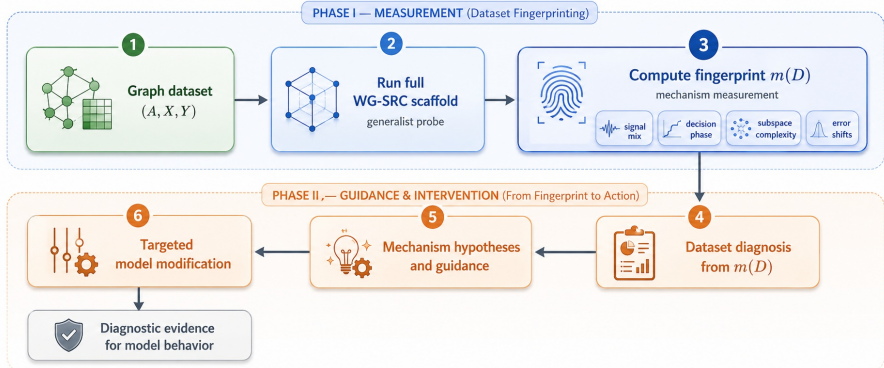 PHASE I — MEASUREMENT (Dataset Fingerprinting)
1
Graph dataset
(A, X, Y)
2
Run full
WG-SRC scaffold
generalist probe
3
Compute fingerprint m(D)
mechanism measurement
signal
mix
decision
phase
subspace
complexity
error
shifts
PHASE II ,— GUIDANCE & INTERVENTION (From Fingerprint to Action)
6
Targeted
model modification
5
Mechanism hypotheses
and guidance
4
Dataset diagnosis
from m(D)
Diagnostic evidence
for model behavior